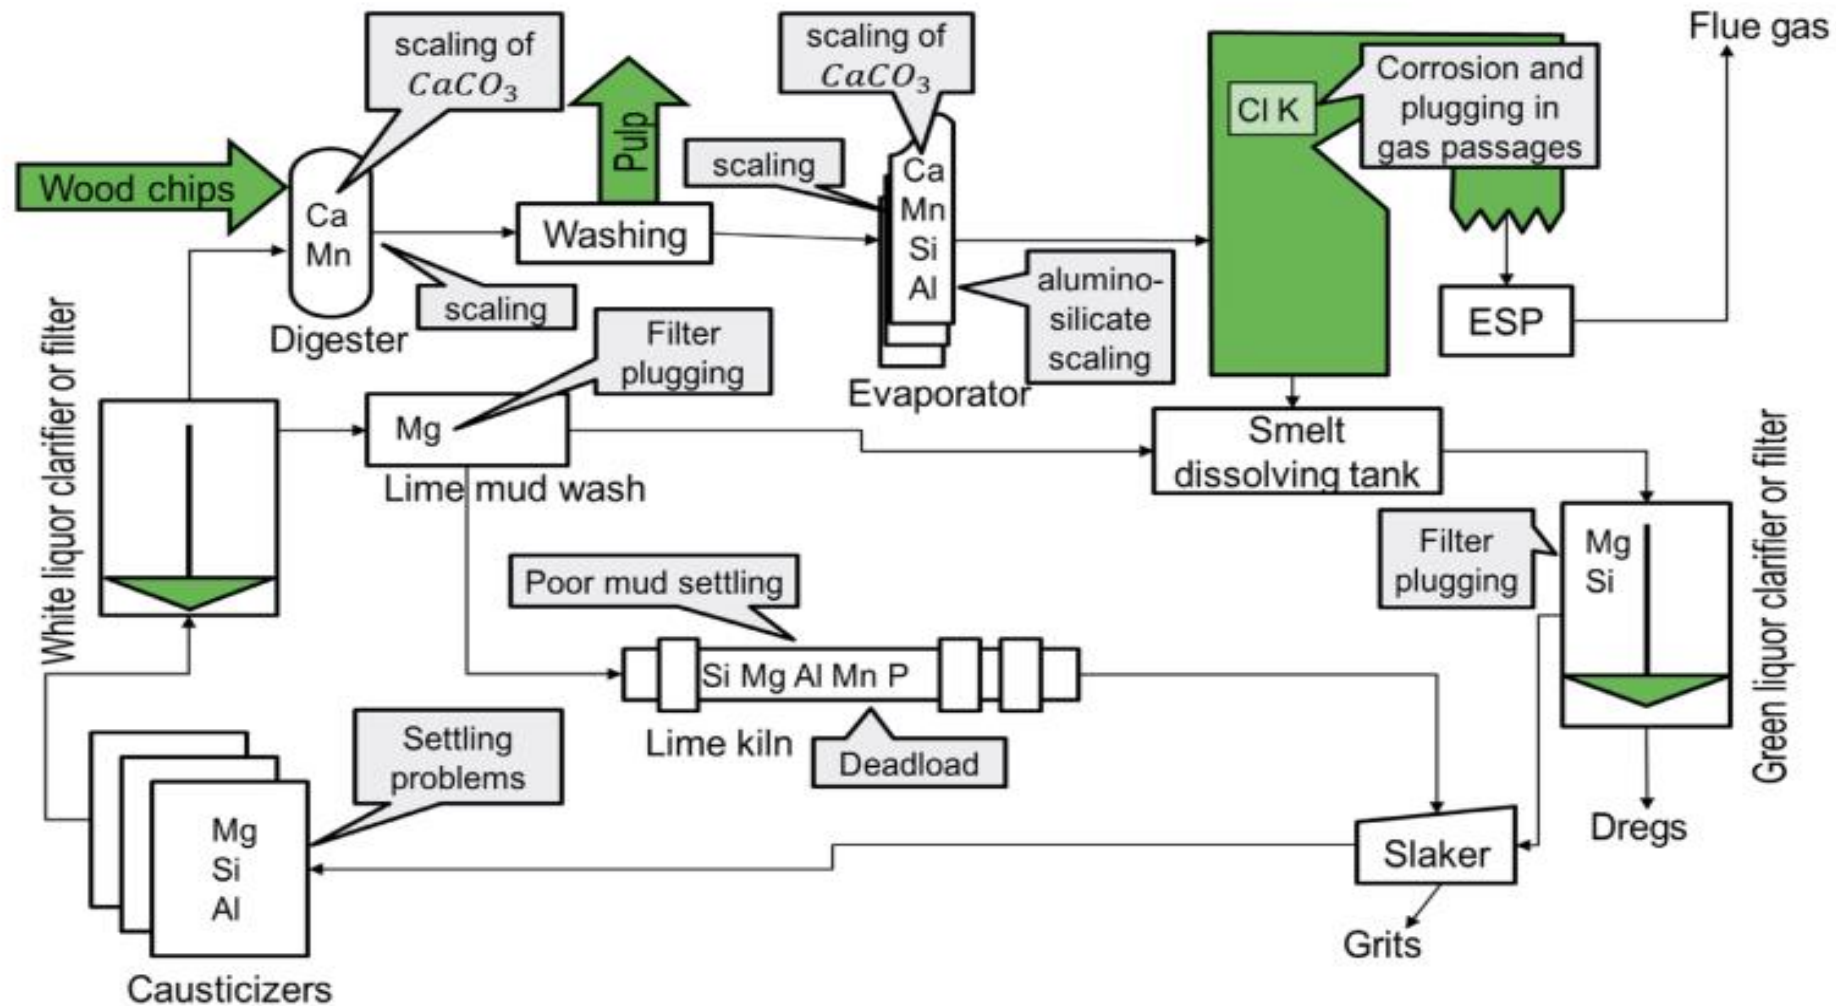 scaling of
CaCO₃
scaling of
CaCO₃
Flue gas
Corrosion and
plugging in
gas passages
Cl K
Wood chips
Pulp
scaling
Ca
Mn
Washing
Ca
Mn
Si
Al
scaling
Digester
alumino-
silicate
scaling
ESP
Evaporator
Filter
plugging
White liquor clarifier or filter
Mg
Lime mud wash
Smelt
dissolving tank
Green liquor clarifier or filter
Filter
plugging
Mg
Si
Poor mud settling
Si Mg Al Mn P
Lime kiln
Deadload
Settling
problems
Dregs
Mg
Si
Al
Slaker
Grits
Causticizers